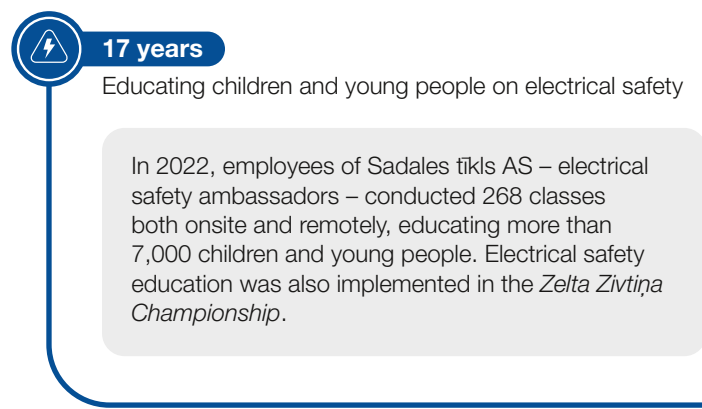 17 years
Educating children and young people on electrical safety
In 2022, employees of Sadales tīkls AS – electrical
safety ambassadors – conducted 268 classes
both onsite and remotely, educating more than
7,000 children and young people. Electrical safety
education was also implemented in the Zelta Zivtiņa
Championship.